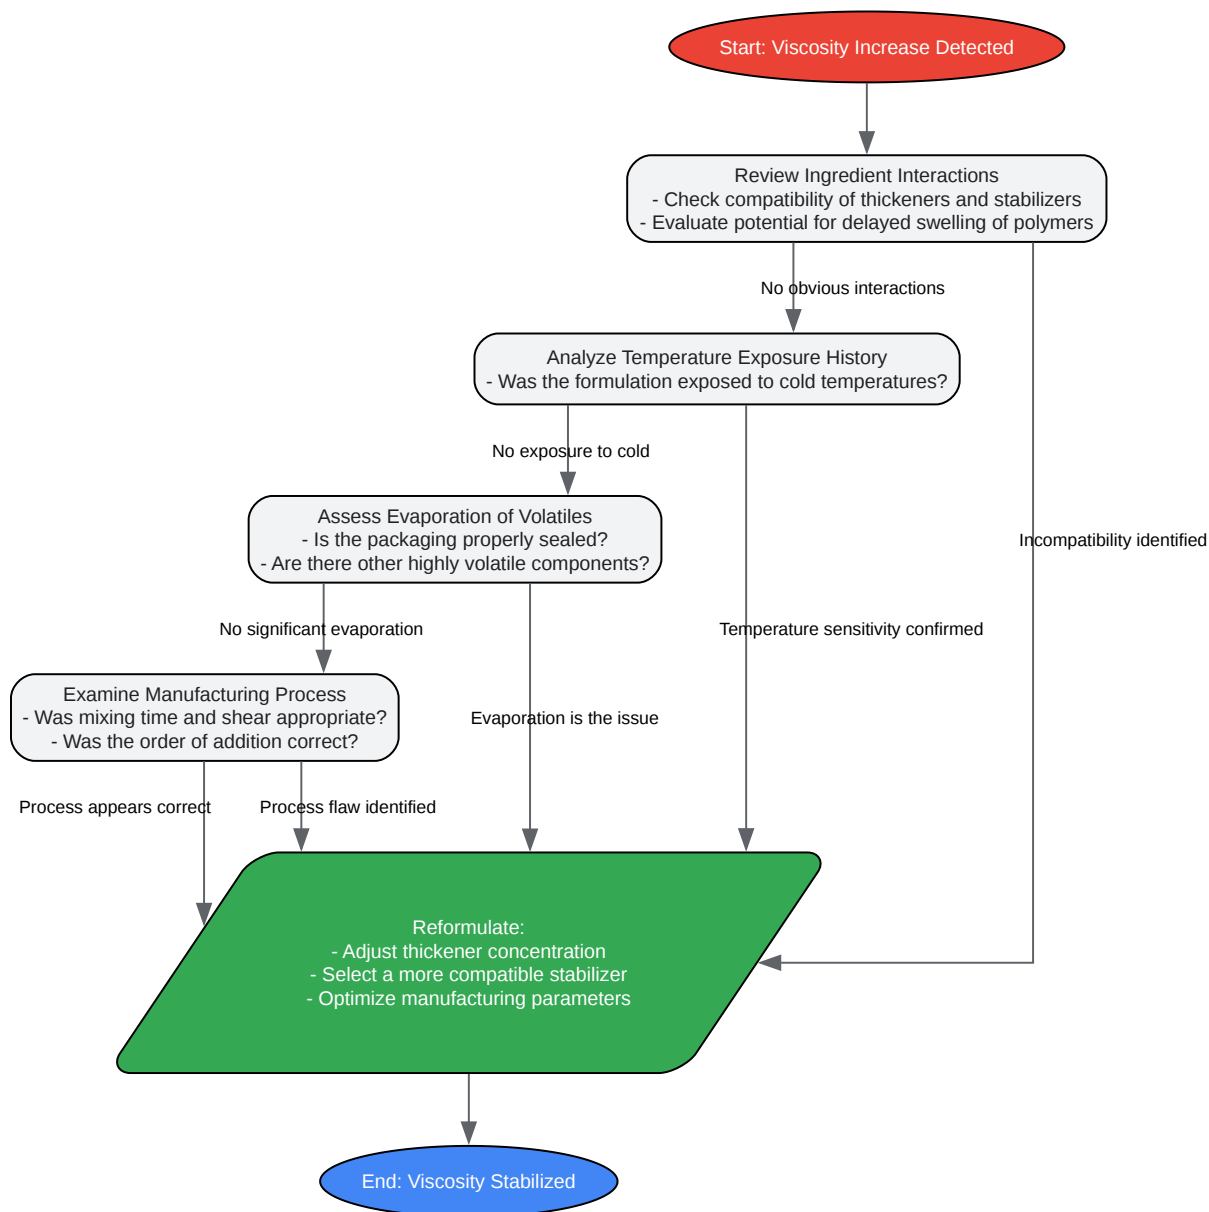 Start: Viscosity Increase Detected
Review Ingredient Interactions
- Check compatibility of thickeners and stabilizers
- Evaluate potential for delayed swelling of polymers
No obvious interactions
Analyze Temperature Exposure History
- Was the formulation exposed to cold temperatures?
No exposure to cold
Assess Evaporation of Volatiles
- Is the packaging properly sealed?
- Are there other highly volatile components?
Incompatibility identified
No significant evaporation
Temperature sensitivity confirmed
Examine Manufacturing Process
- Was mixing time and shear appropriate?
- Was the order of addition correct?
Evaporation is the issue
Process appears correct
Process flaw identified
Reformulate:
- Adjust thickener concentration
- Select a more compatible stabilizer
- Optimize manufacturing parameters
End: Viscosity Stabilized